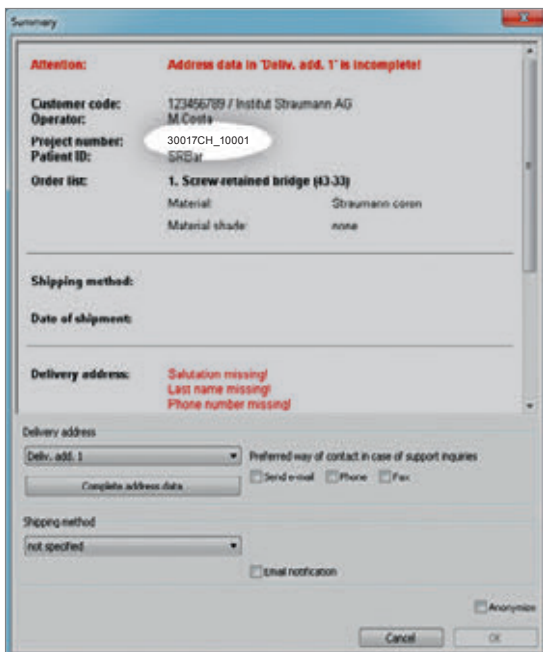 Summary
Attention: Address data in 'Deliv. add. 1' is incomplete!
Customer code: 123456789 / Institut Straumann AG
Operator: M.Costa
Project number: 30017CH_10001
Patient ID: SRBar
Order list: 1. Screw-retained bridge (43-33)
Material: Straumann coron
Material shade: none
Shipping method:
Date of shipment:
Delivery address: Salutation missing!
Last name missing!
Phone number missing!
Delivery address
Deliv. add. 1 Preferred way of contact in case of support inquiries
Complete address data Send e-mail Phone Fax
Shipping method
not specified
Email notification
Anonymize
Cancel OK